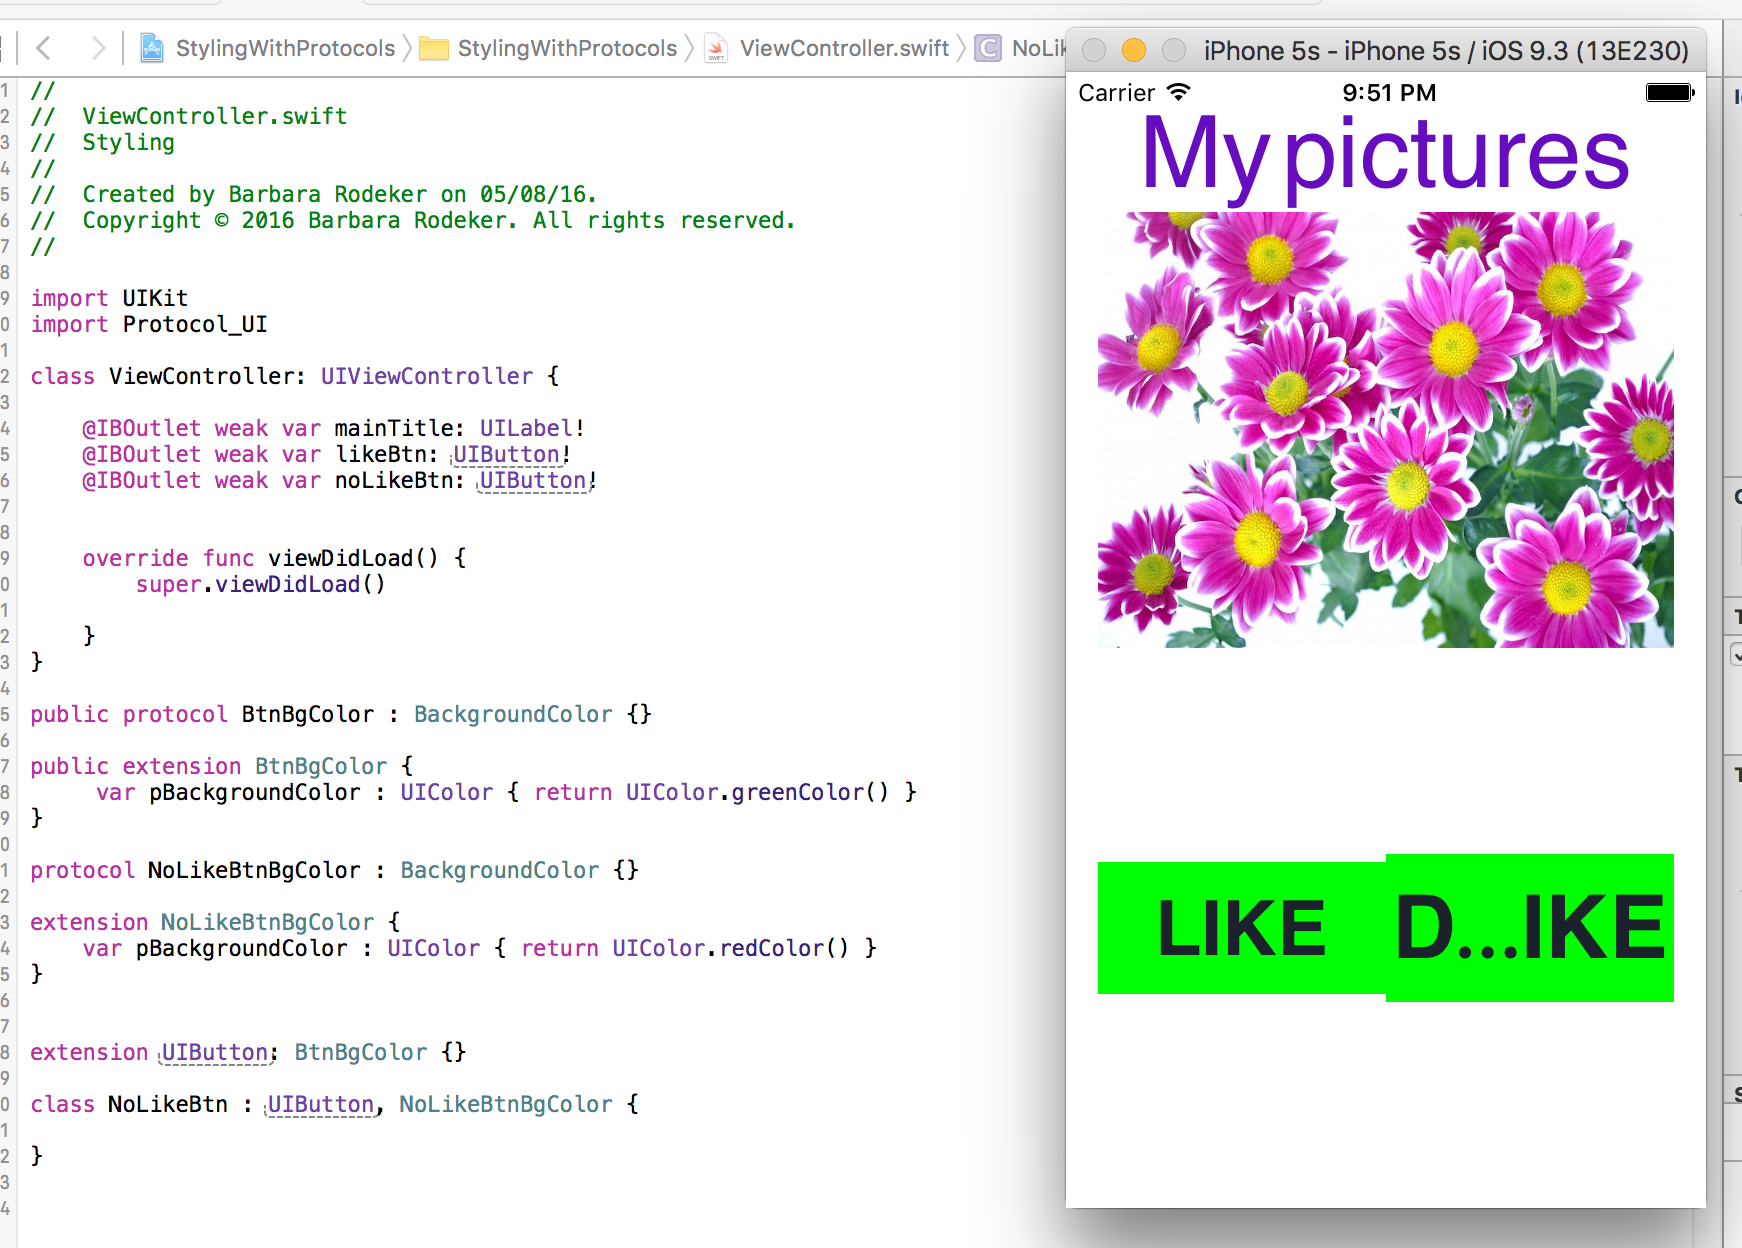 StylingWithProtocols StylingWithProtocols ViewController.swift C NoLik
iPhone 5s - iPhone 5s / iOS 9.3 (13E230)
Carrier 9:51 PM
My pictures
LIKE D...IKE
1 //
2 //  ViewController.swift
3 //  Styling
4 //
5 //  Created by Barbara Rodeker on 05/08/16.
6 //  Copyright © 2016 Barbara Rodeker. All rights reserved.
7 //
8
9 import UIKit
0 import Protocol_UI
1
2 class ViewController: UIViewController {
3
4     @IBOutlet weak var mainTitle: UILabel!
5     @IBOutlet weak var likeBtn: UIButton!
6     @IBOutlet weak var noLikeBtn: UIButton!
7
8
9     override func viewDidLoad() {
0         super.viewDidLoad()
1
2     }
3 }
4
5 public protocol BtnBgColor : BackgroundColor {}
6
7 public extension BtnBgColor {
8      var pBackgroundColor : UIColor { return UIColor.greenColor() }
9 }
0
1 protocol NoLikeBtnBgColor : BackgroundColor {}
2
3 extension NoLikeBtnBgColor {
4     var pBackgroundColor : UIColor { return UIColor.redColor() }
5 }
6
7
8 extension UIButton: BtnBgColor {}
9
0 class NoLikeBtn : UIButton, NoLikeBtnBgColor {
1
2 }
3
4